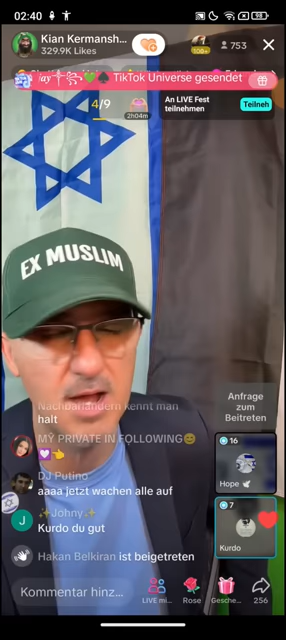 02:40
98
Kian Kermansh...
329.9K Likes
100+
753
TikTok Universe gesendet
4/9
2h04m
An LIVE Fest
teilnehmen
Teilneh
EX MUSLIM
Nachbarländern kennt man
halt
MY PRIVATE IN FOLLOWING😊
💜👈
DJ Putino
aaaa jetzt wachen alle auf
✨Johny✨
J
Kurdo du gut
Hakan Belkiran ist beigetreten
Anfrage
zum
Beitreten
16
Hope 🕊
7
Kurdo
Kommentar hinz...
LIVE mi...
Rose
Gesche...
256